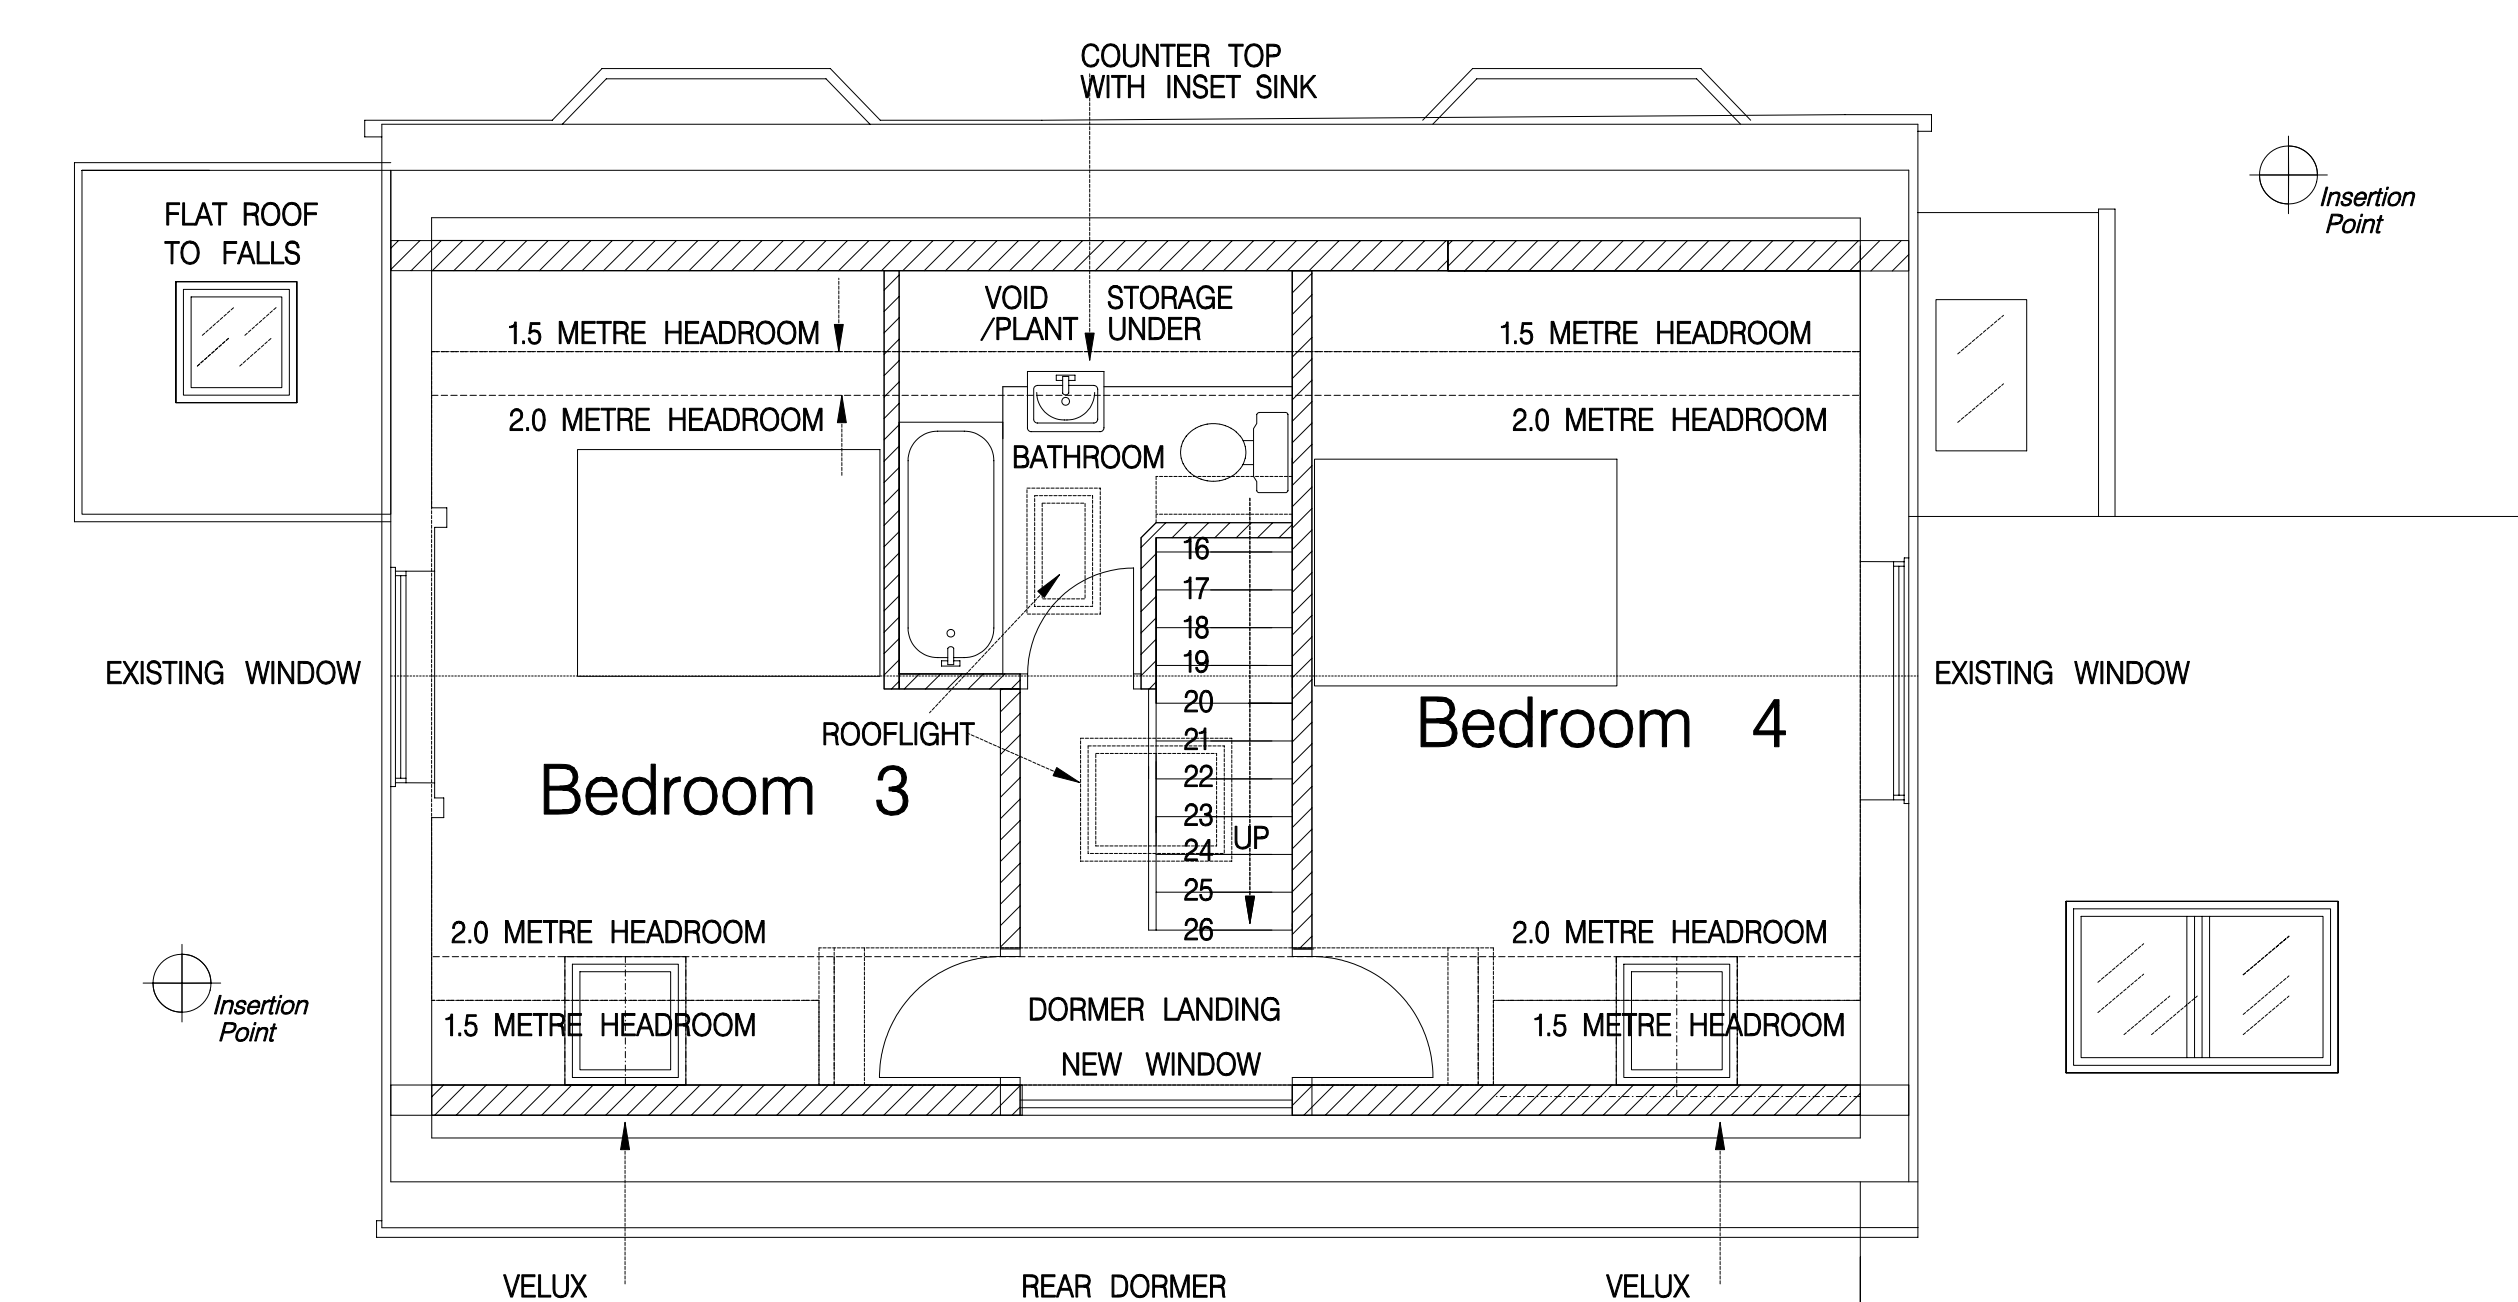 COUNTER TOP
WITH INSET SINK
FLAT ROOF
TO FALLS
Insertion
Point
VOID
/PLANT
STORAGE
UNDER
1.5 METRE HEADROOM
1.5 METRE HEADROOM
2.0 METRE HEADROOM
2.0 METRE HEADROOM
BATHROOM
16
17
18
19
20
21
22
23
24
25
26
UP
EXISTING WINDOW
EXISTING WINDOW
ROOFLIGHT
Bedroom 3
Bedroom 4
2.0 METRE HEADROOM
2.0 METRE HEADROOM
Insertion
Point
1.5 METRE HEADROOM
DORMER LANDING
1.5 METRE HEADROOM
NEW WINDOW
VELUX
REAR DORMER
VELUX